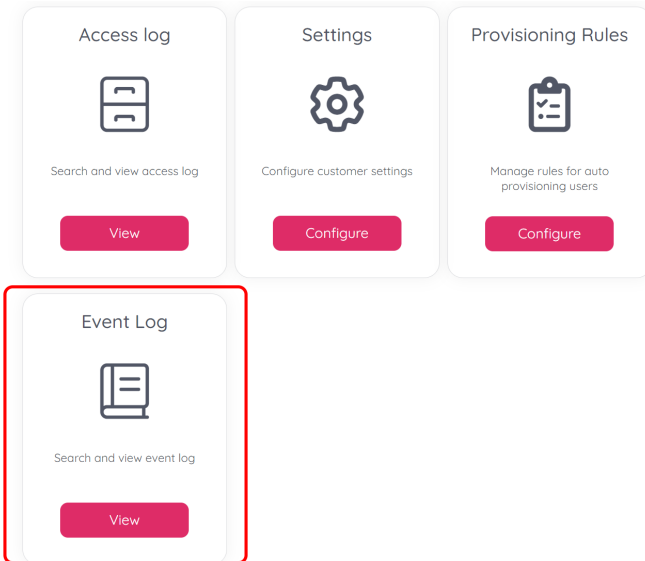 Access log
Search and view access log
View
Settings
Configure customer settings
Configure
Provisioning Rules
Manage rules for auto
provisioning users
Configure
Event Log
Search and view event log
View